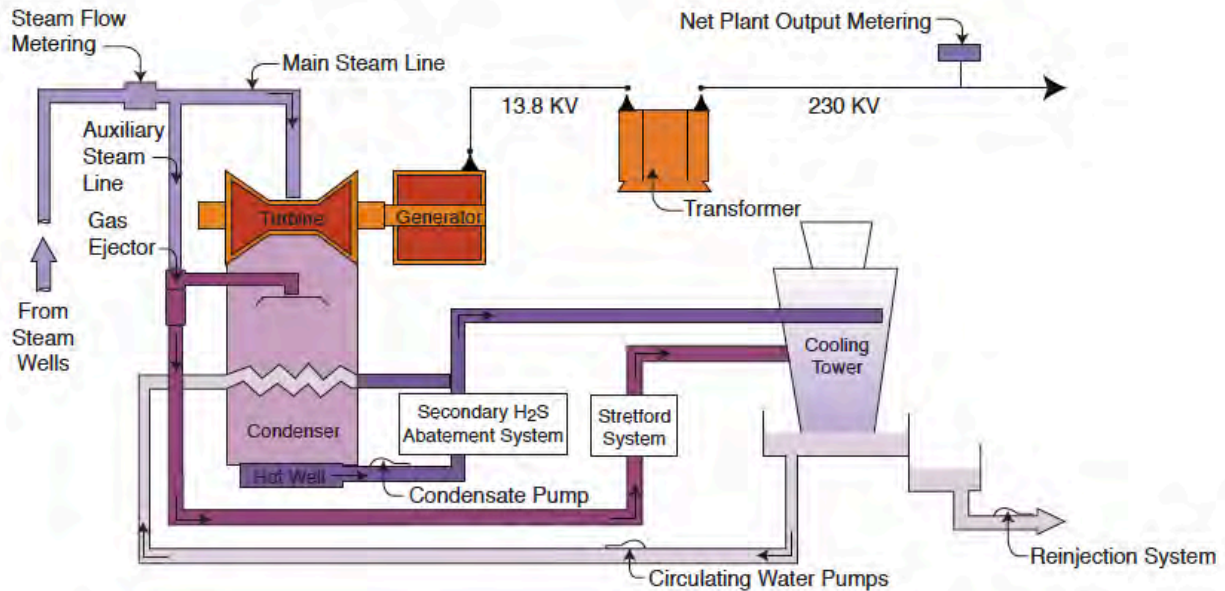 Steam Flow
Metering
Net Plant Output Metering
Main Steam Line
13.8 KV
230 KV
Auxiliary
Steam
Line
Gas
Ejector
Turbine
Generator
Transformer
From
Steam
Wells
Cooling
Tower
Condenser
Secondary H₂S
Abatement System
Stretford
System
Hot Well
Condensate Pump
Circulating Water Pumps
Reinjection System